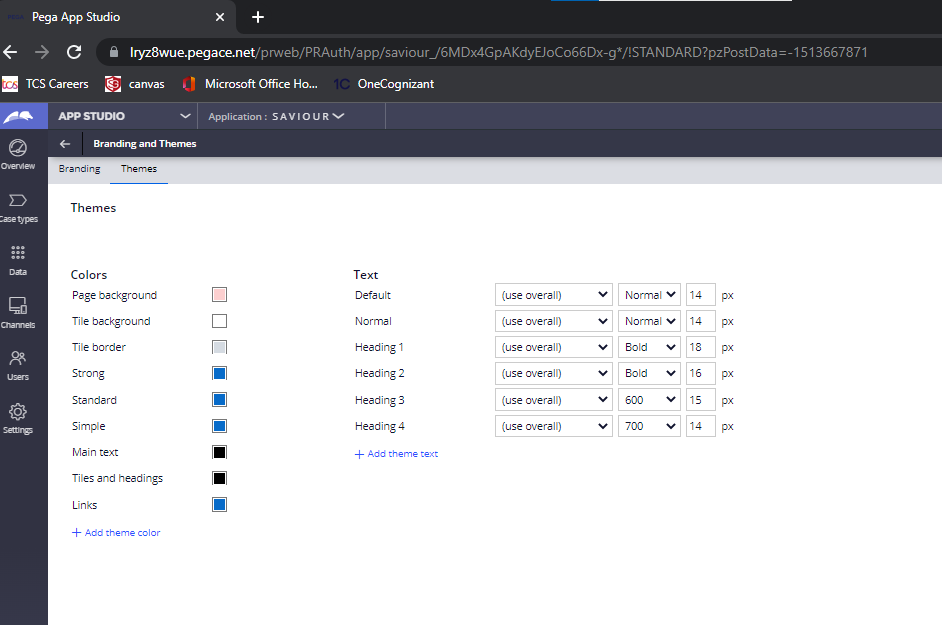 Pega App Studio
lryz8wue.pegace.net/prweb/PRAuth/app/saviour_/6MDx4GpAKdyEJoCo66Dx-g*/!STANDARD?pzPostData=-1513667871
tcs TCS Careers canvas Microsoft Office Ho... 1C OneCognizant
APP STUDIO Application : SAVIOUR
Branding and Themes
Overview
Branding Themes
Case types
Themes
Data
Colors Text
Page background Default (use overall) Normal 14 px
Tile background Normal (use overall) Normal 14 px
Channels
Tile border Heading 1 (use overall) Bold 18 px
Strong Heading 2 (use overall) Bold 16 px
Users
Standard Heading 3 (use overall) 600 15 px
Simple Heading 4 (use overall) 700 14 px
Settings
Main text + Add theme text
Tiles and headings
Links
+ Add theme color